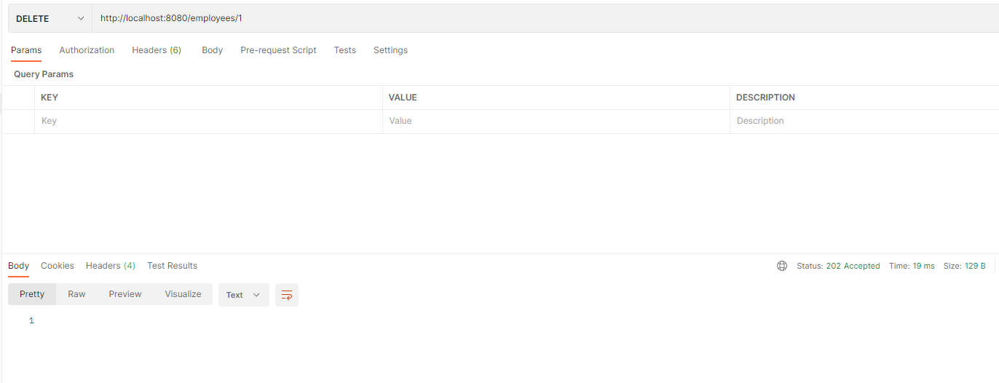 DELETE http://localhost:8080/employees/1
Params Authorization Headers (6) Body Pre-request Script Tests Settings
Query Params
KEY VALUE DESCRIPTION
Key Value Description
Body Cookies Headers (4) Test Results Status: 202 Accepted Time: 19 ms Size: 129 B
Pretty Raw Preview Visualize Text
1